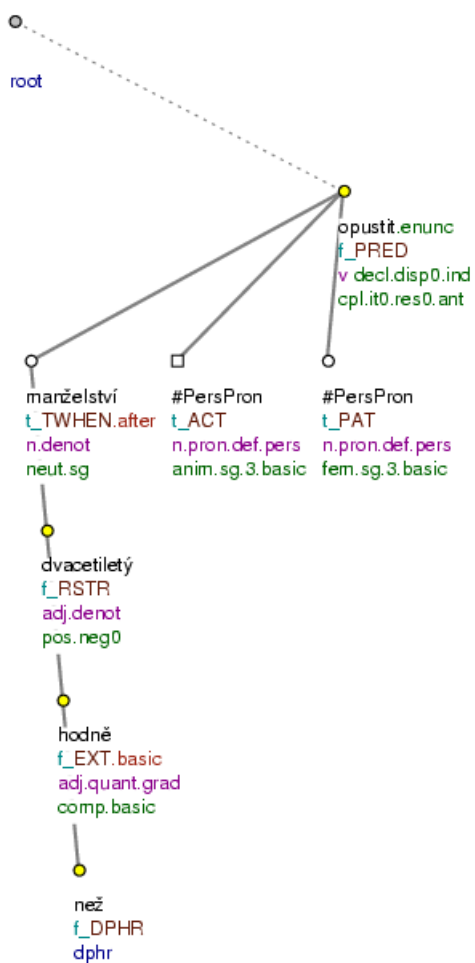 root
opustit.enunc
f_PRED
v decl.disp0.ind
cpl.it0.res0.ant
manželství
t_TWHEN.after
n.denot
neut.sg
#PersPron
t_ACT
n.pron.def.pers
anim.sg.3.basic
#PersPron
t_PAT
n.pron.def.pers
fem.sg.3.basic
dvacetiletý
f_RSTR
adj.denot
pos.neg0
hodně
f_EXT.basic
adj.quant.grad
comp.basic
než
f_DPHR
dphr